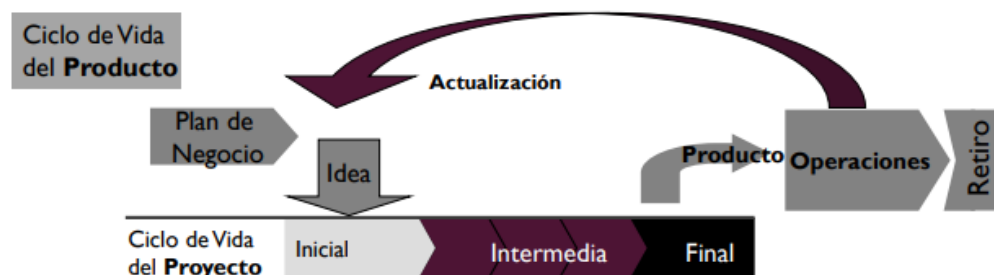 Ciclo de Vida
del Producto
Actualización
Plan de
Negocio
Idea
Producto
Operaciones
Retiro
Ciclo de Vida
del Proyecto
Inicial
Intermedia
Final